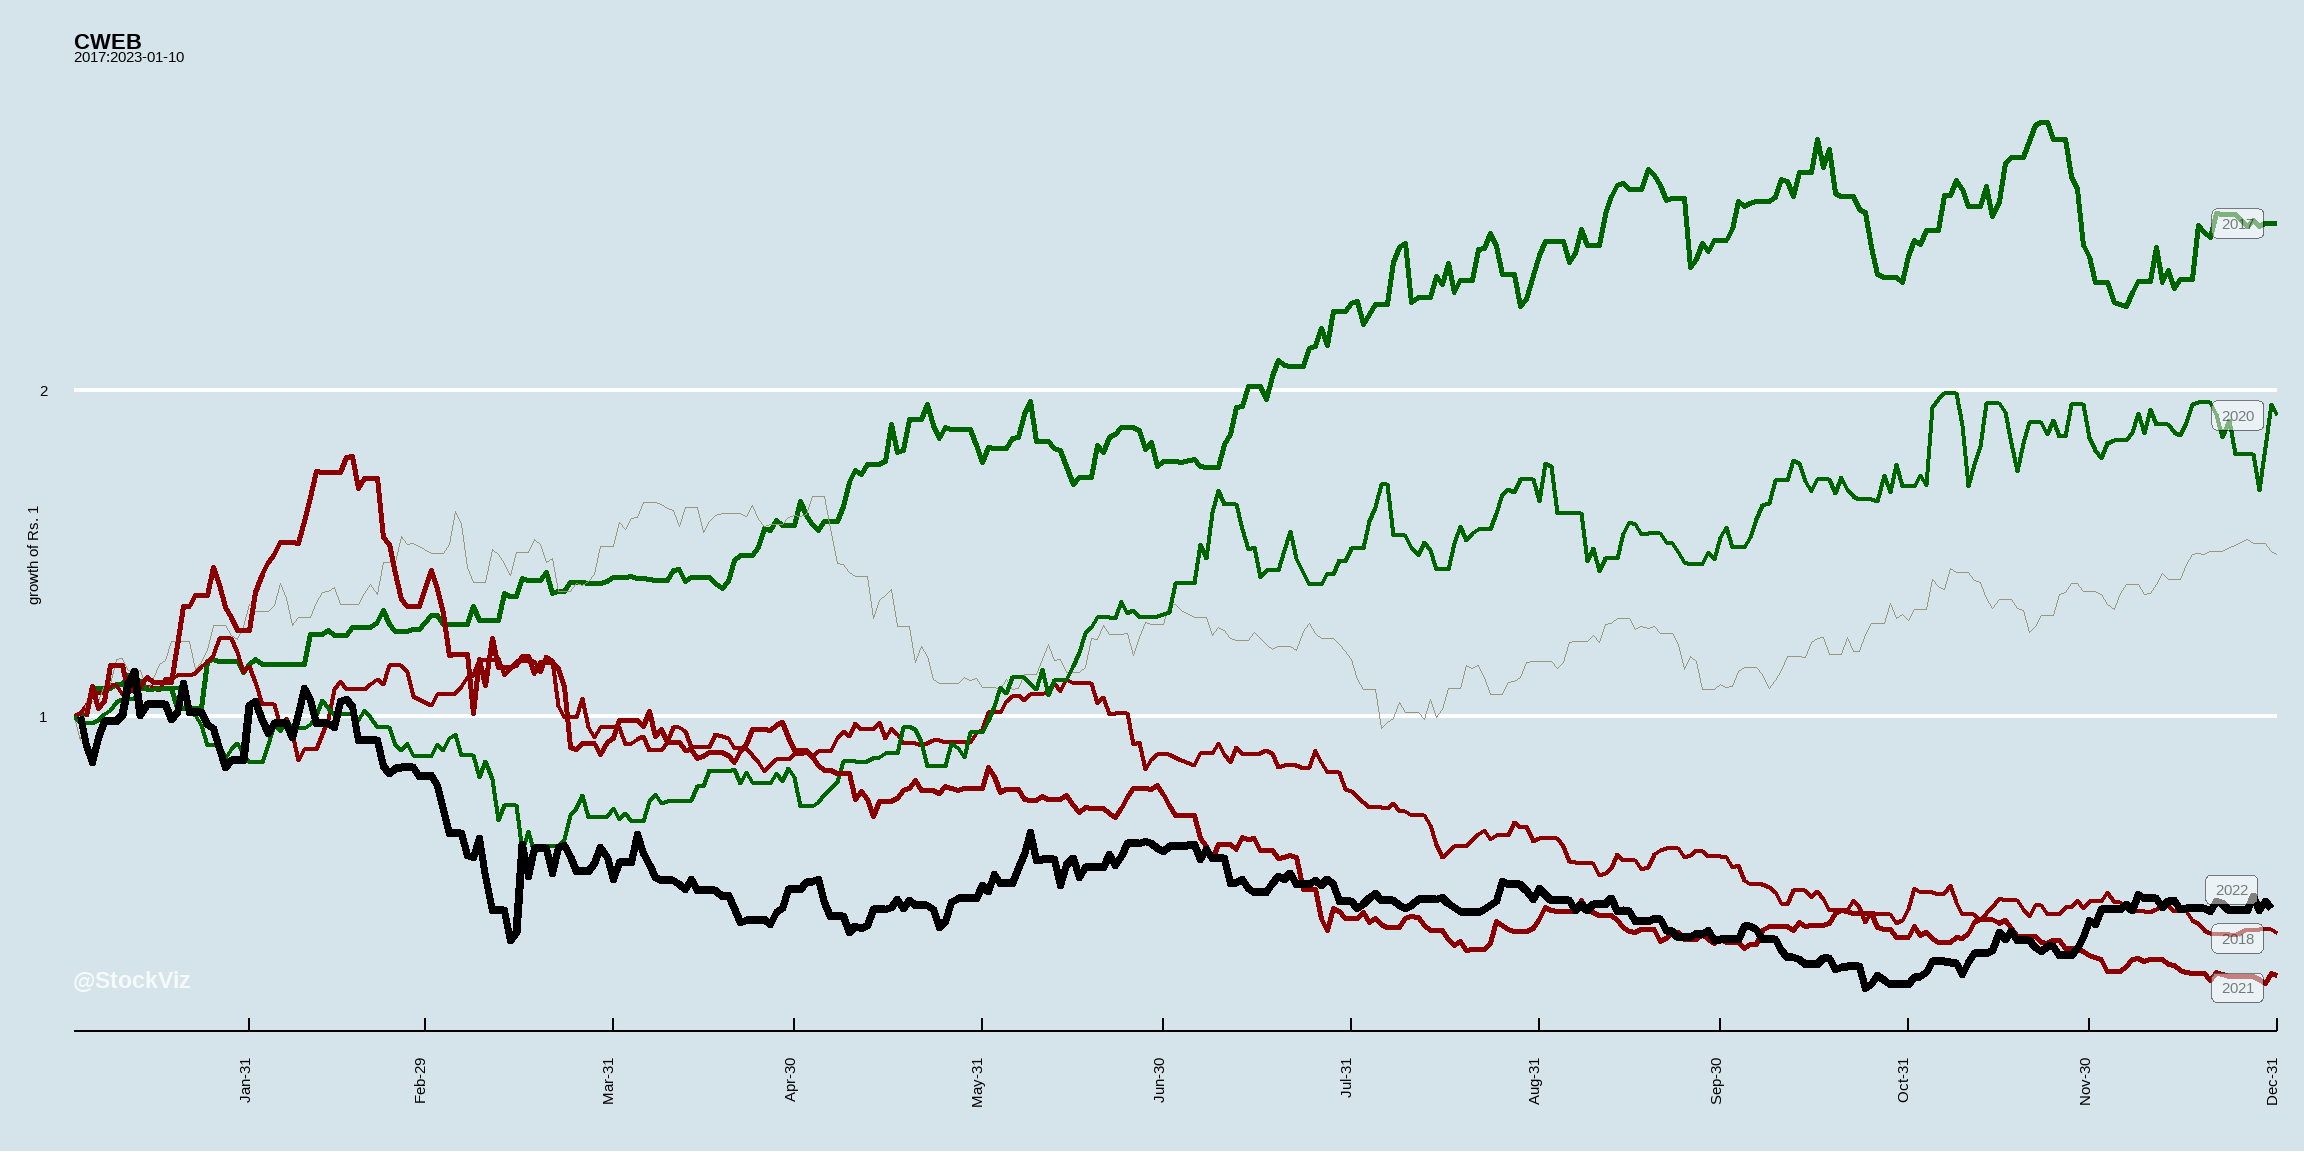 CWEB
2017:2023-01-10
growth of Rs. 1
2
1
2017
2020
2022
2018
2021
@StockViz
Jan-31
Feb-29
Mar-31
Apr-30
May-31
Jun-30
Jul-31
Aug-31
Sep-30
Oct-31
Nov-30
Dec-31